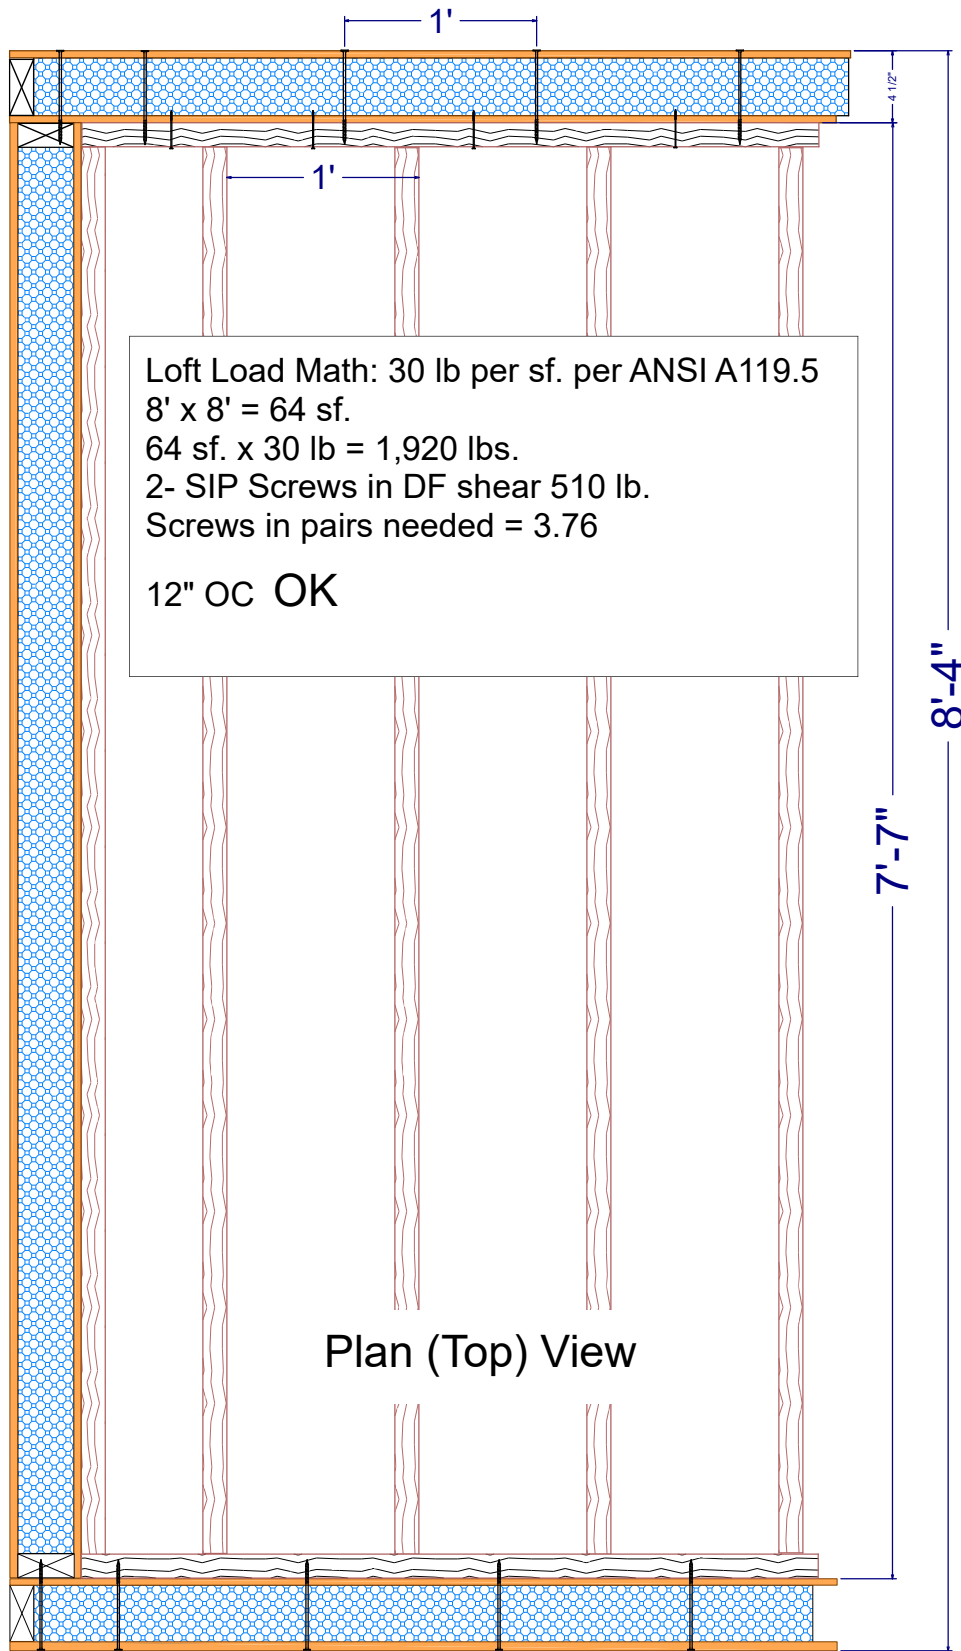 1'
4 1/2"
1'
Loft Load Math: 30 lb per sf. per ANSI A119.5
8' x 8' = 64 sf.
64 sf. x 30 lb = 1,920 lbs.
2- SIP Screws in DF shear 510 lb.
Screws in pairs needed = 3.76
12" OC OK
8'-4"
7'-7"
Plan (Top) View